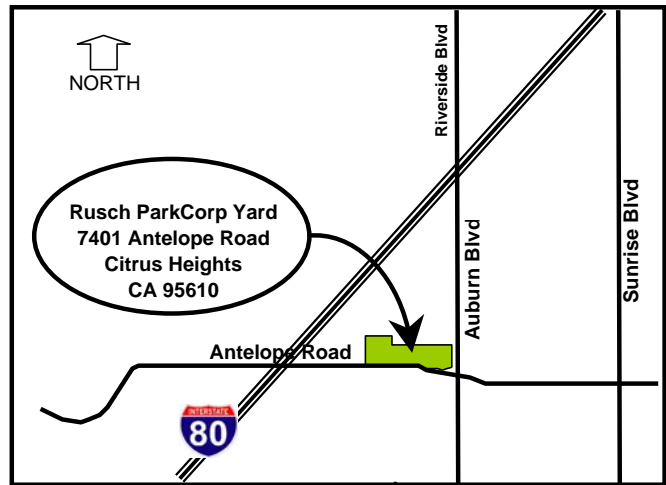 NORTH
Riverside Blvd
Rusch ParkCorp Yard
7401 Antelope Road
Citrus Heights
CA 95610
Auburn Blvd
Sunrise Blvd
Antelope Road
INTERSTATE
80